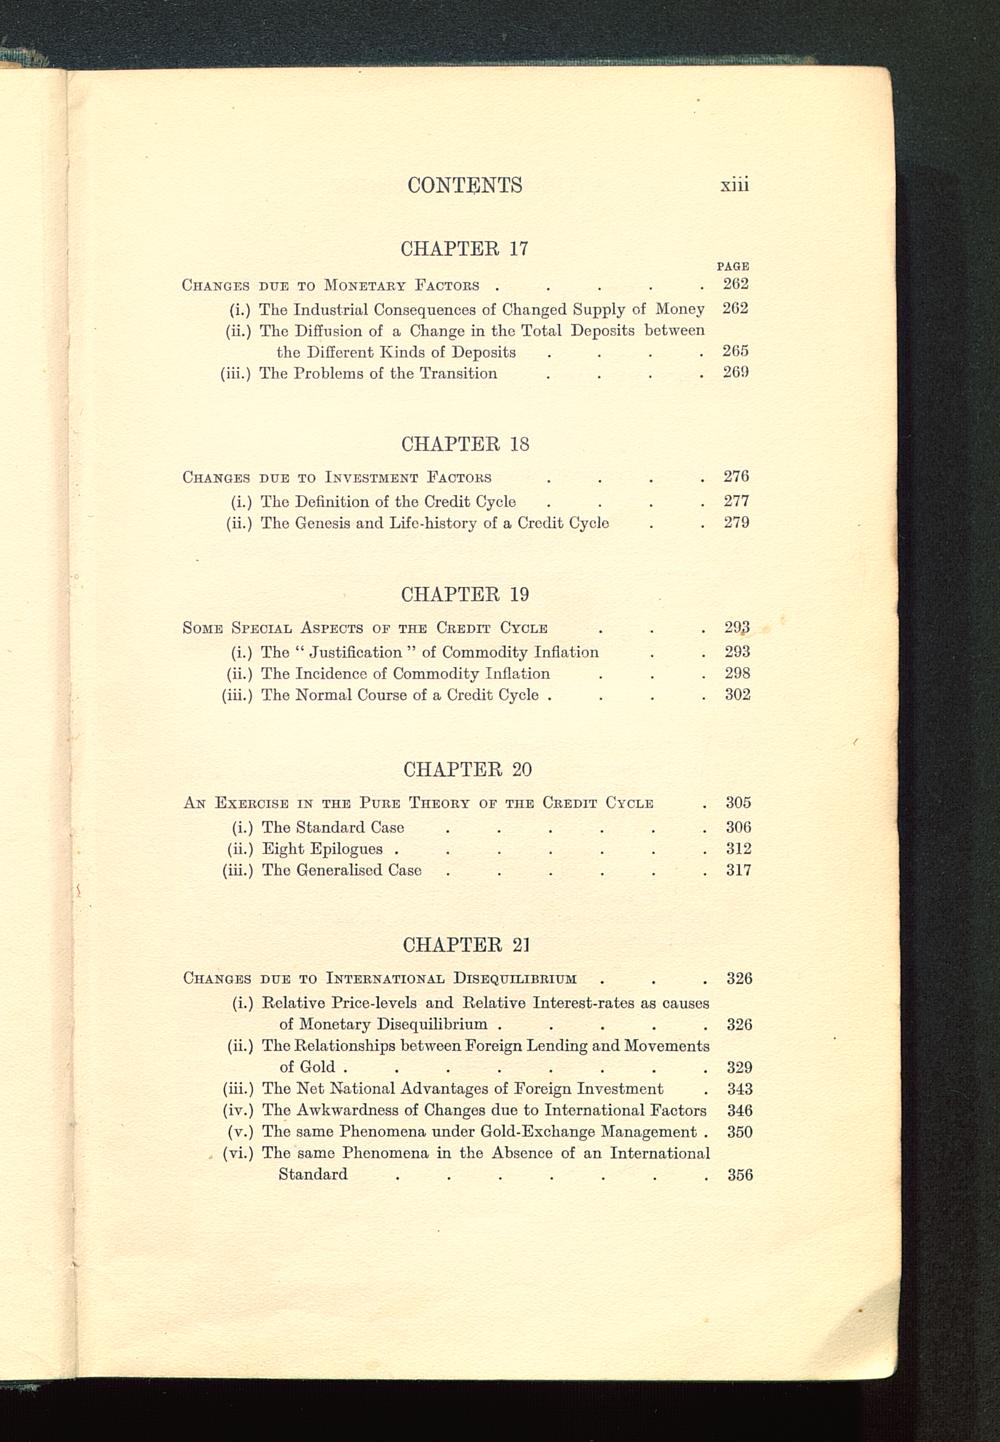 CONTENTS xiii
CHAPTER 17
PAGE
CHANGES DUE TO MONETARY FACTORS . . . . . 262
(i.) The Industrial Consequences of Changed Supply of Money 262
(ii.) The Diffusion of a Change in the Total Deposits between
the Different Kinds of Deposits . . . . 265
(iii.) The Problems of the Transition . . . . 269
CHAPTER 18
CHANGES DUE TO INVESTMENT FACTORS . . . . 276
(i.) The Definition of the Credit Cycle . . . . 277
(ii.) The Genesis and Life-history of a Credit Cycle . . 279
CHAPTER 19
SOME SPECIAL ASPECTS OF THE CREDIT CYCLE . . . 293
(i.) The “ Justification ” of Commodity Inflation . . 293
(ii.) The Incidence of Commodity Inflation . . . 298
(iii.) The Normal Course of a Credit Cycle . . . . 302
CHAPTER 20
AN EXERCISE IN THE PURE THEORY OF THE CREDIT CYCLE . 305
(i.) The Standard Case . . . . . . 306
(ii.) Eight Epilogues . . . . . . . 312
(iii.) The Generalised Case . . . . . . 317
CHAPTER 21
CHANGES DUE TO INTERNATIONAL DISEQUILIBRIUM . . . 326
(i.) Relative Price-levels and Relative Interest-rates as causes
of Monetary Disequilibrium . . . . . 326
(ii.) The Relationships between Foreign Lending and Movements
of Gold . . . . . . . . 329
(iii.) The Net National Advantages of Foreign Investment . 343
(iv.) The Awkwardness of Changes due to International Factors 346
(v.) The same Phenomena under Gold-Exchange Management . 350
(vi.) The same Phenomena in the Absence of an International
Standard . . . . . . . 356